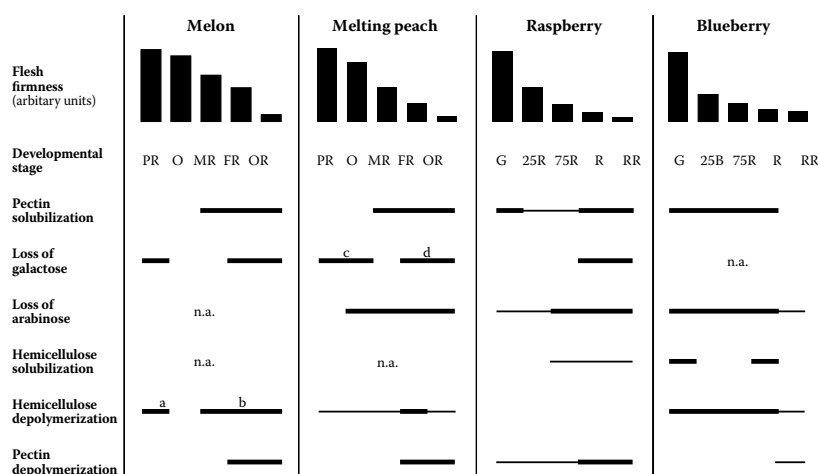 Melon Melting peach Raspberry Blueberry
Flesh
firmness
(arbitary units)
Developmental
stage
PR O MR FR OR PR O MR FR OR G 25R 75R R RR G 25B 75R R RR
Pectin
solubilization
Loss of
galactose
c d
n.a.
Loss of
arabinose
n.a.
Hemicellulose
solubilization
n.a. n.a.
Hemicellulose
depolymerization
a b
Pectin
depolymerization